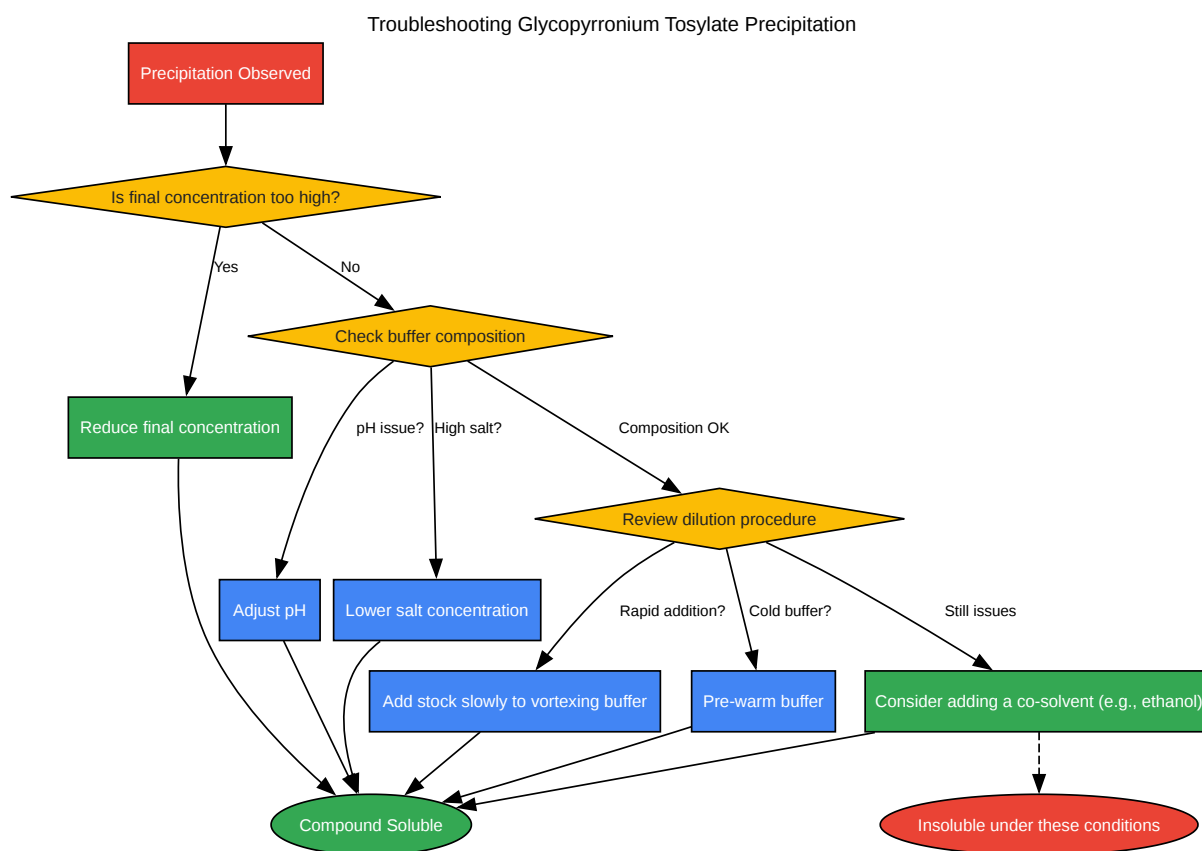 Troubleshooting Glycopyrronium Tosylate Precipitation
Precipitation Observed
Is final concentration too high?
Yes
No
Check buffer composition
Reduce final concentration
pH issue?
High salt?
Composition OK
Review dilution procedure
Adjust pH
Lower salt concentration
Rapid addition?
Cold buffer?
Still issues
Add stock slowly to vortexing buffer
Pre-warm buffer
Consider adding a co-solvent (e.g., ethanol)
Compound Soluble
Insoluble under these conditions